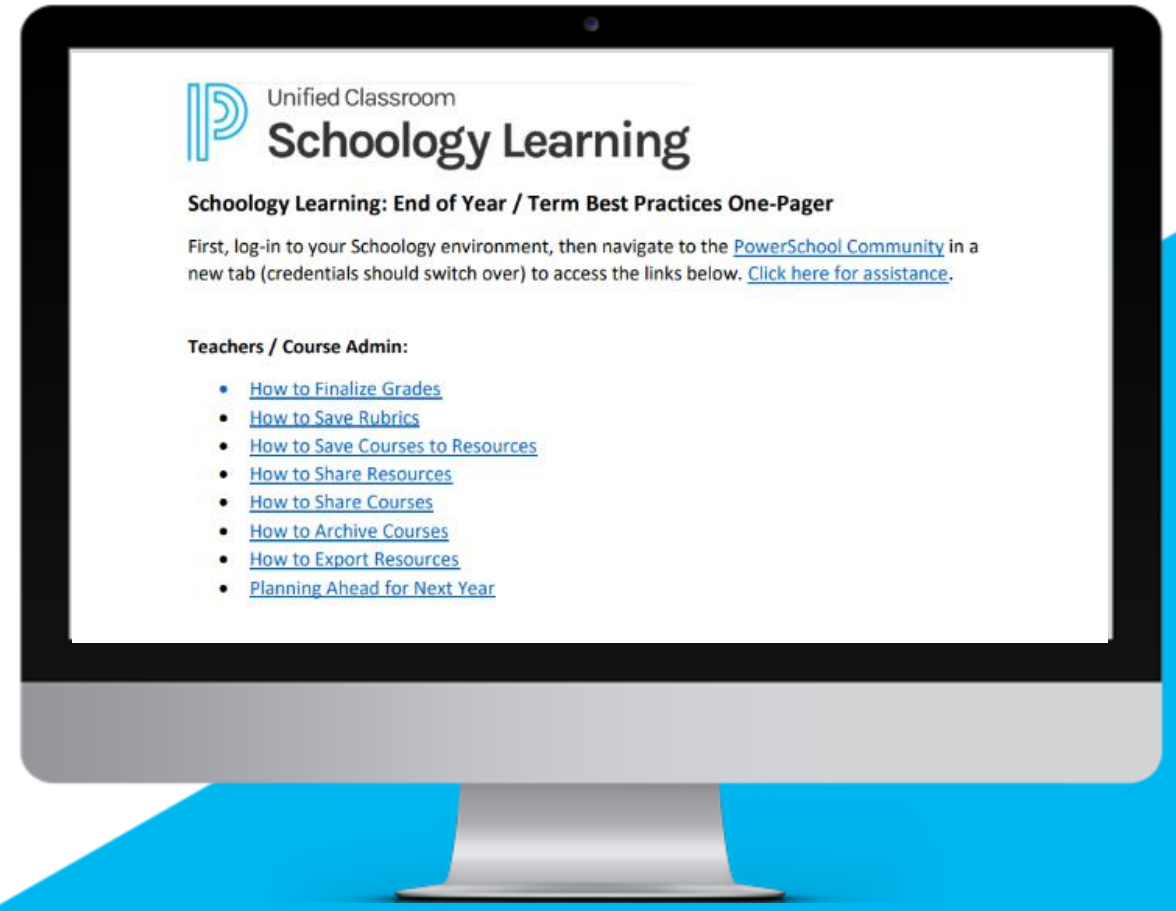 Unified Classroom
Schoology Learning
Schoology Learning: End of Year / Term Best Practices One-Pager
First, log-in to your Schoology environment, then navigate to the PowerSchool Community in a
new tab (credentials should switch over) to access the links below. Click here for assistance.
Teachers / Course Admin:
• How to Finalize Grades
• How to Save Rubrics
• How to Save Courses to Resources
• How to Share Resources
• How to Share Courses
• How to Archive Courses
• How to Export Resources
• Planning Ahead for Next Year